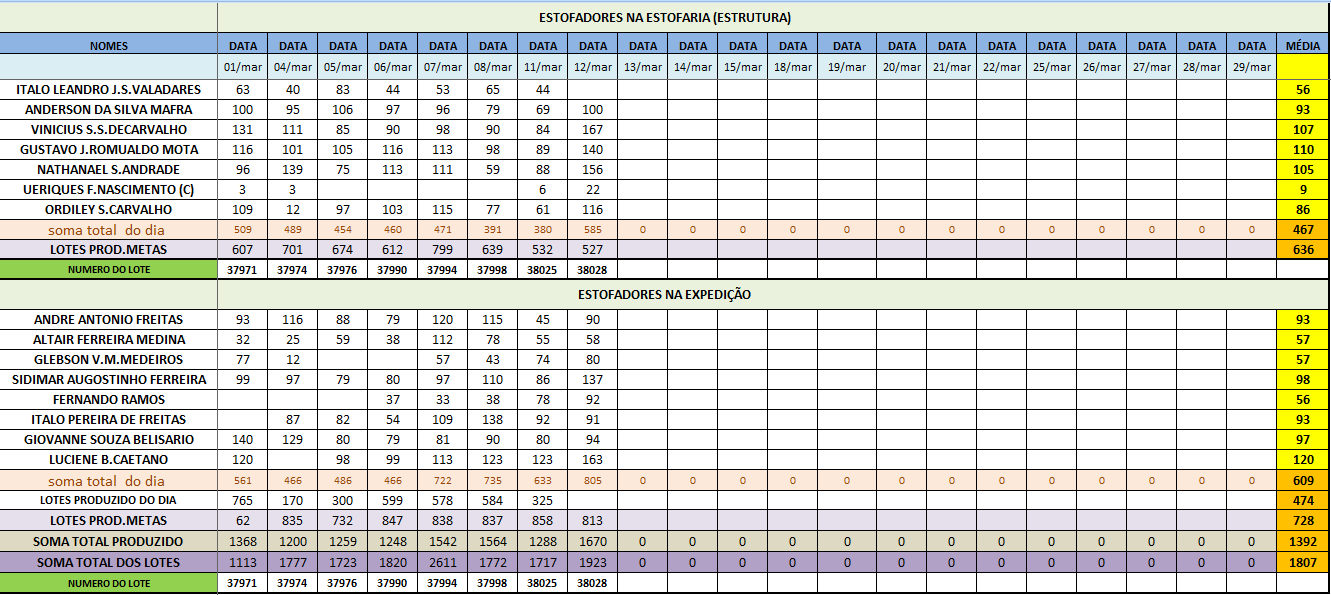 ESTOFADORES NA ESTOFARIA (ESTRUTURA)
NOMES DATA DATA DATA DATA DATA DATA DATA DATA DATA DATA DATA DATA DATA DATA DATA DATA DATA DATA DATA DATA DATA MÉDIA
01/mar 04/mar 05/mar 06/mar 07/mar 08/mar 11/mar 12/mar 13/mar 14/mar 15/mar 18/mar 19/mar 20/mar 21/mar 22/mar 25/mar 26/mar 27/mar 28/mar 29/mar
ITALO LEANDRO J.S.VALADARES 63 40 83 44 53 65 44 56
ANDERSON DA SILVA MAFRA 100 95 106 97 96 79 69 100 93
VINICIUS S.S.DECARVALHO 131 111 85 90 98 90 84 167 107
GUSTAVO J.ROMUALDO MOTA 116 101 105 116 113 98 89 140 110
NATHANAEL S.ANDRADE 96 139 75 113 111 59 88 156 105
UERIQUES F.NASCIMENTO (C) 3 3 6 22 9
ORDILEY S.CARVALHO 109 12 97 103 115 77 61 116 86
soma total do dia 509 489 454 460 471 391 380 585 0 0 0 0 0 0 0 0 0 0 0 0 0 467
LOTES PROD.METAS 607 701 674 612 799 639 532 527 636
NUMERO DO LOTE 37971 37974 37976 37990 37994 37998 38025 38028
ESTOFADORES NA EXPEDIÇÃO
ANDRE ANTONIO FREITAS 93 116 88 79 120 115 45 90 93
ALTAIR FERREIRA MEDINA 32 25 59 38 112 78 55 58 57
GLEBSON V.M.MEDEIROS 77 12 57 43 74 80 57
SIDIMAR AUGOSTINHO FERREIRA 99 97 79 80 97 110 86 137 98
FERNANDO RAMOS 37 33 38 78 92 56
ITALO PEREIRA DE FREITAS 87 82 54 109 138 92 91 93
GIOVANNE SOUZA BELISARIO 140 129 80 79 81 90 80 94 97
LUCIENE B.CAETANO 120 98 99 113 123 123 163 120
soma total do dia 561 466 486 466 722 735 633 805 0 0 0 0 0 0 0 0 0 0 0 0 0 609
LOTES PRODUZIDO DO DIA 765 170 300 599 578 584 325 474
LOTES PROD.METAS 62 835 732 847 838 837 858 813 728
SOMA TOTAL PRODUZIDO 1368 1200 1259 1248 1542 1564 1288 1670 0 0 0 0 0 0 0 0 0 0 0 0 0 1392
SOMA TOTAL DOS LOTES 1113 1777 1723 1820 2611 1772 1717 1923 0 0 0 0 0 0 0 0 0 0 0 0 0 1807
NUMERO DO LOTE 37971 37974 37976 37990 37994 37998 38025 38028